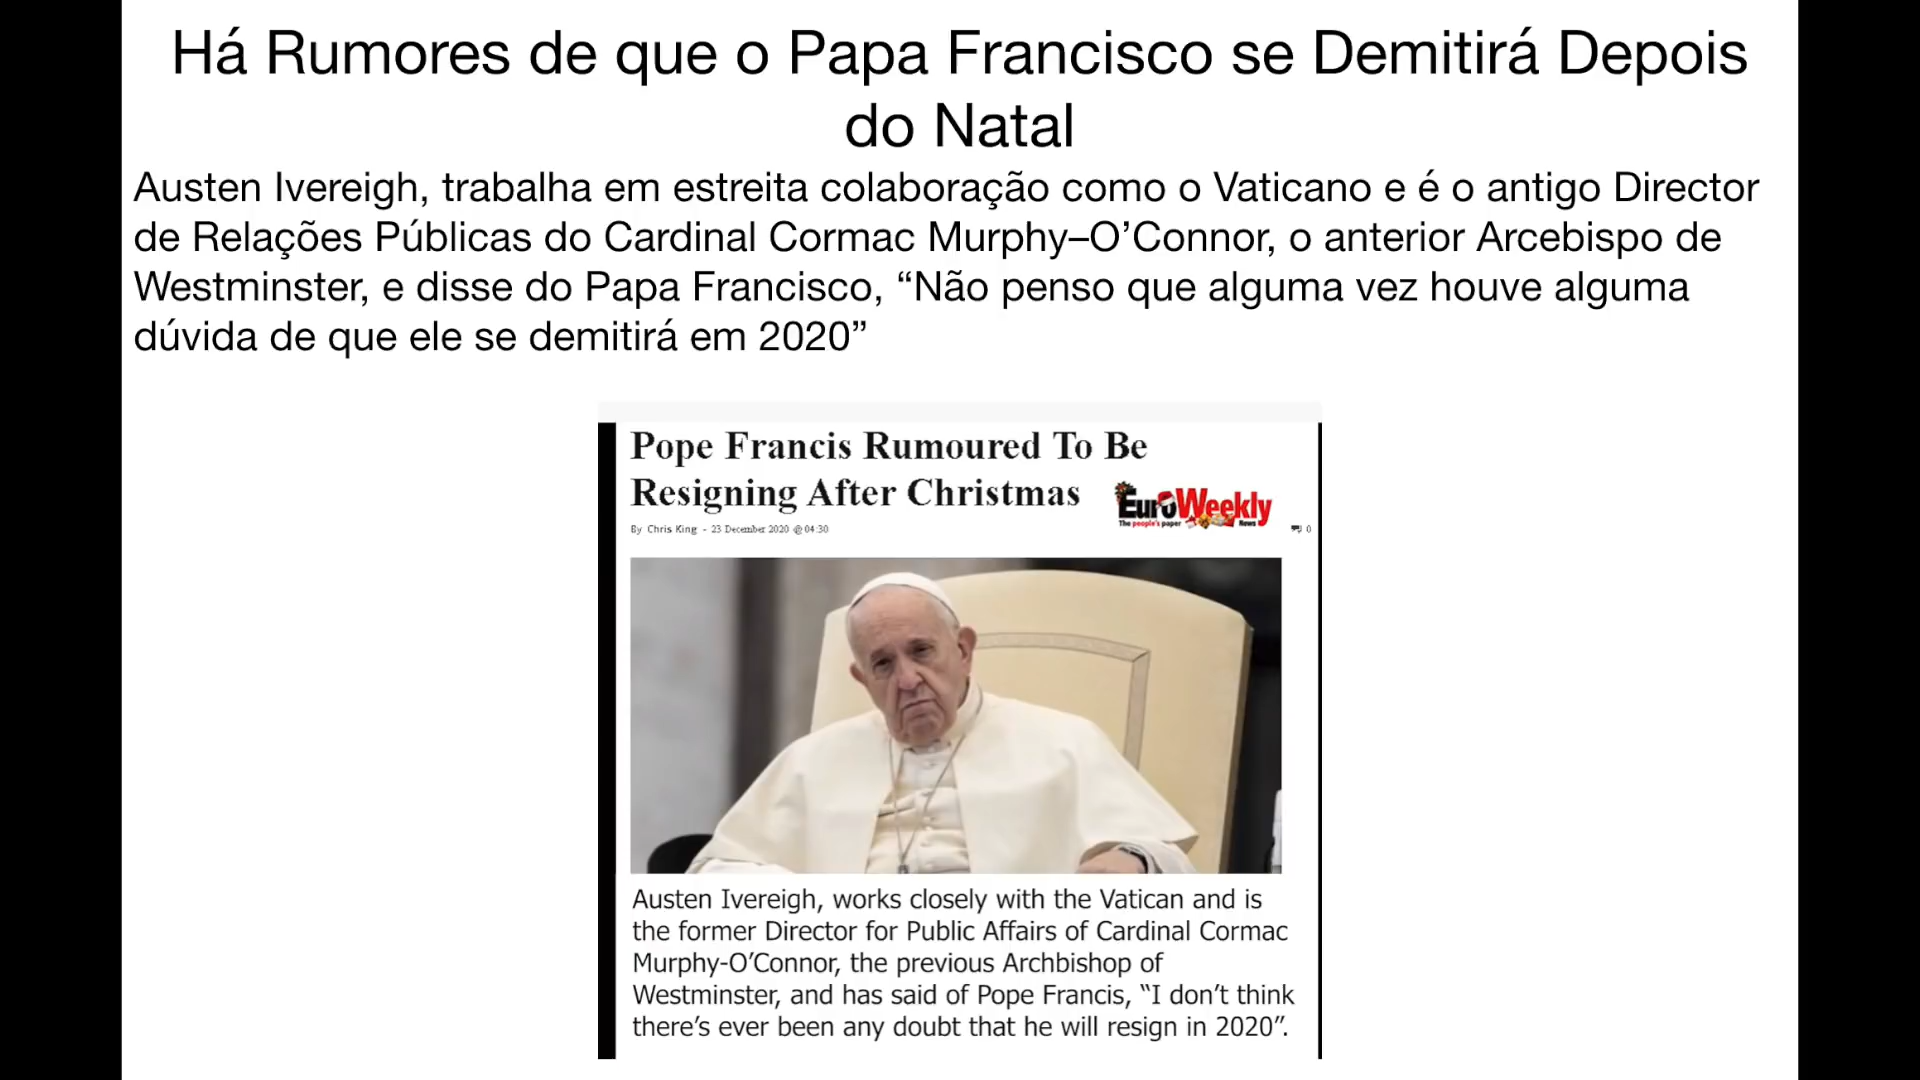 Há Rumores de que o Papa Francisco se Demitirá Depois
do Natal
Austen Ivereigh, trabalha em estreita colaboração como o Vaticano e é o antigo Director
de Relações Públicas do Cardinal Cormac Murphy–O’Connor, o anterior Arcebispo de
Westminster, e disse do Papa Francisco, “Não penso que alguma vez houve alguma
dúvida de que ele se demitirá em 2020”
Pope Francis Rumoured To Be
Resigning After Christmas
EuroWeekly
The people's paper News
By Chris King - 23 December 2020 @ 04:30
0
Austen Ivereigh, works closely with the Vatican and is
the former Director for Public Affairs of Cardinal Cormac
Murphy-O’Connor, the previous Archbishop of
Westminster, and has said of Pope Francis, “I don’t think
there’s ever been any doubt that he will resign in 2020”.